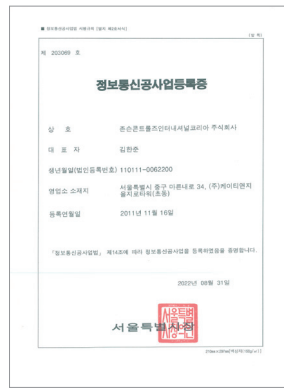 (앞 쪽)
제 203089 호
정보통신공사업등록증
상 호 존슨콘트롤즈인터내셔널코리아 주식회사
대 표 자 김한준
생년월일(법인등록번호) 110111-0062200
영업소 소재지 서울특별시 중구 마른내로 34, (주)케이티엔지
을지로타워(초동)
등록연월일 2011년 11월 16일
「정보통신공사업법」 제14조에 따라 정보통신공사업을 등록하였음을 증명합니다.
2022년 08월 31일
서울특별시장